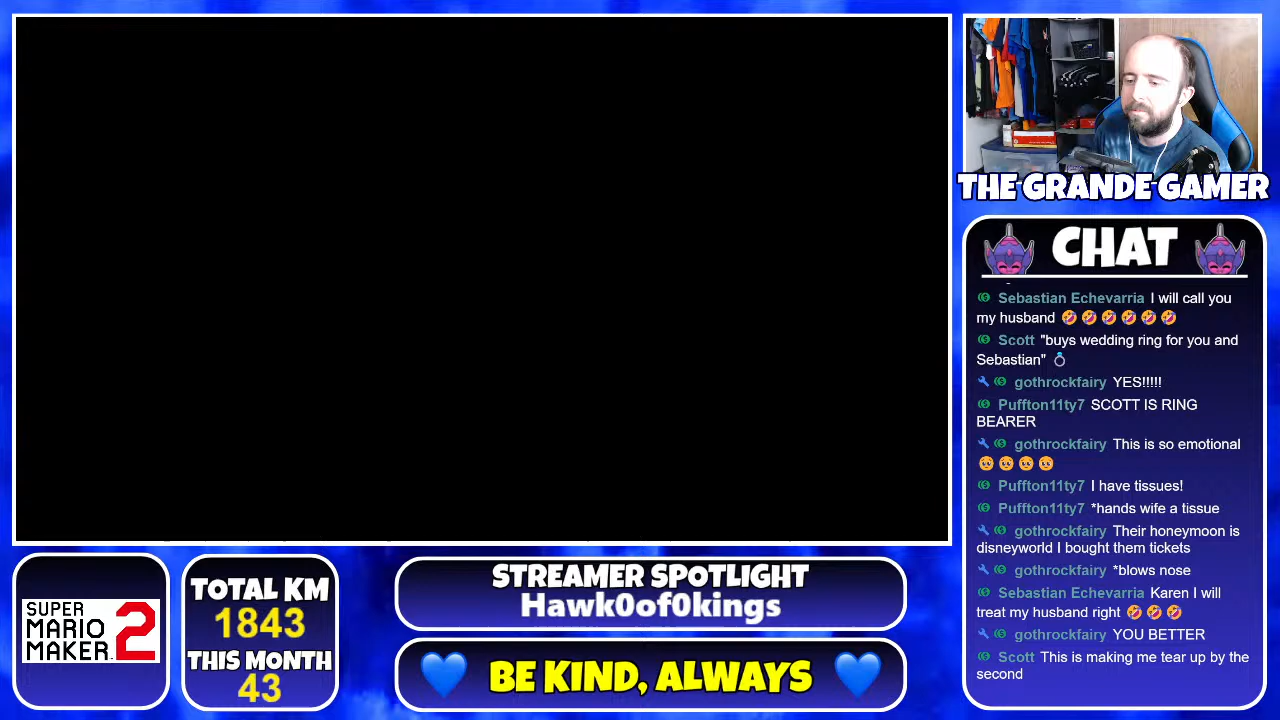 THE GRANDE GAMER
CHAT
Sebastian Echevarria I will call you
my husband 🤣🤣🤣🤣🤣🤣
Scott "buys wedding ring for you and
Sebastian" 💍
gothrockfairy YES!!!!!
Puffton11ty7 SCOTT IS RING
BEARER
gothrockfairy This is so emotional
🥺🥺🥺🥺
Puffton11ty7 I have tissues!
Puffton11ty7 *hands wife a tissue
gothrockfairy Their honeymoon is
disneyworld I bought them tickets
gothrockfairy *blows nose
Sebastian Echevarria Karen I will
treat my husband right 🤣🤣🤣
gothrockfairy YOU BETTER
Scott This is making me tear up by the
second
SUPER
MARIO
MAKER 2
TOTAL KM
1843
THIS MONTH
43
STREAMER SPOTLIGHT
Hawk0of0kings
BE KIND, ALWAYS